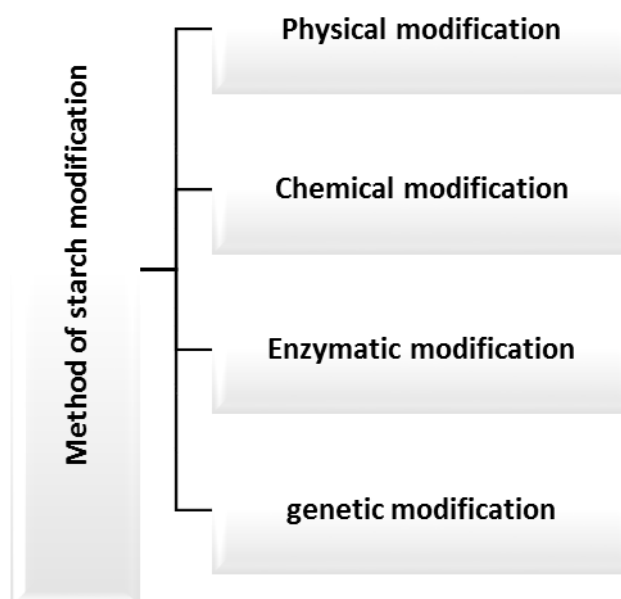 Method of starch modification
Physical modification
Chemical modification
Enzymatic modification
genetic modification